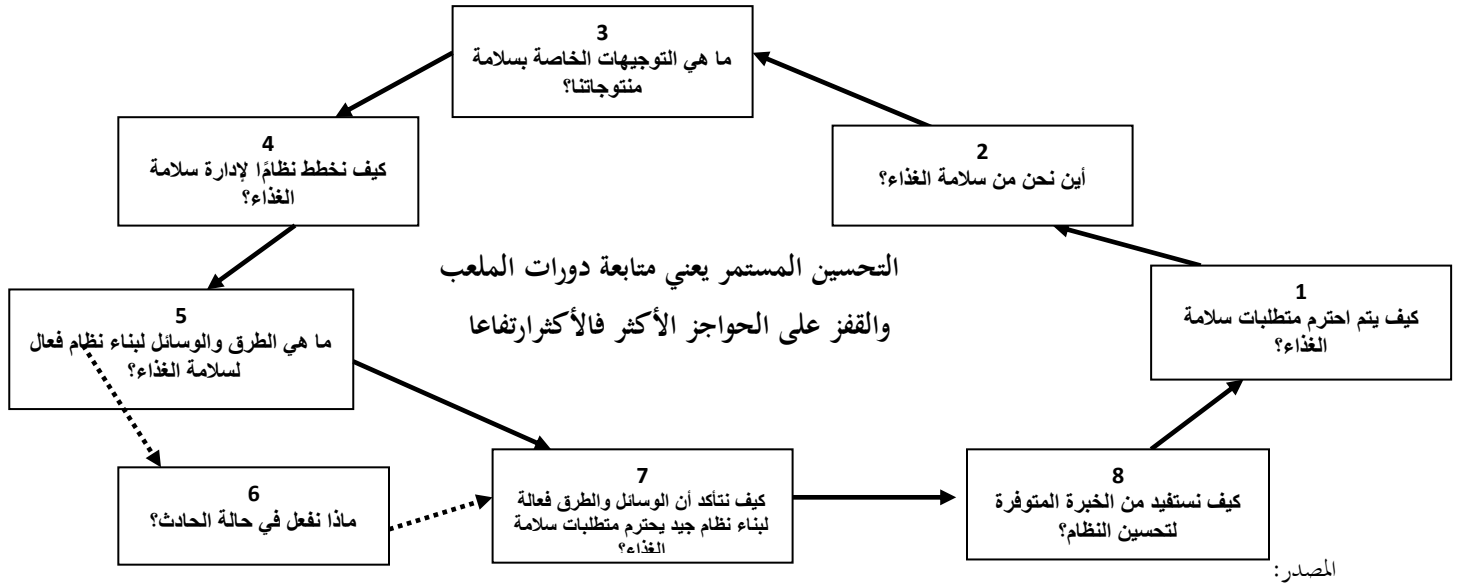 3
ما هي التوجيهات الخاصة بسلامة
منتوجاتنا؟
4
كيف نخطط نظامًا لإدارة سلامة
الغذاء؟
2
أين نحن من سلامة الغذاء؟
التحسين المستمر يعني متابعة دورات الملعب
والقفز على الحواجز الأكثر فالأكثرارتفاعا
1
كيف يتم احترم متطلبات سلامة
الغذاء؟
5
ما هي الطرق والوسائل لبناء نظام فعال
لسلامة الغذاء؟
6
ماذا نفعل في حالة الحادث؟
7
كيف نتأكد أن الوسائل والطرق فعالة
لبناء نظام جيد يحترم متطلبات سلامة
الغذاء؟
8
كيف نستفيد من الخبرة المتوفرة
لتحسين النظام؟
المصدر: